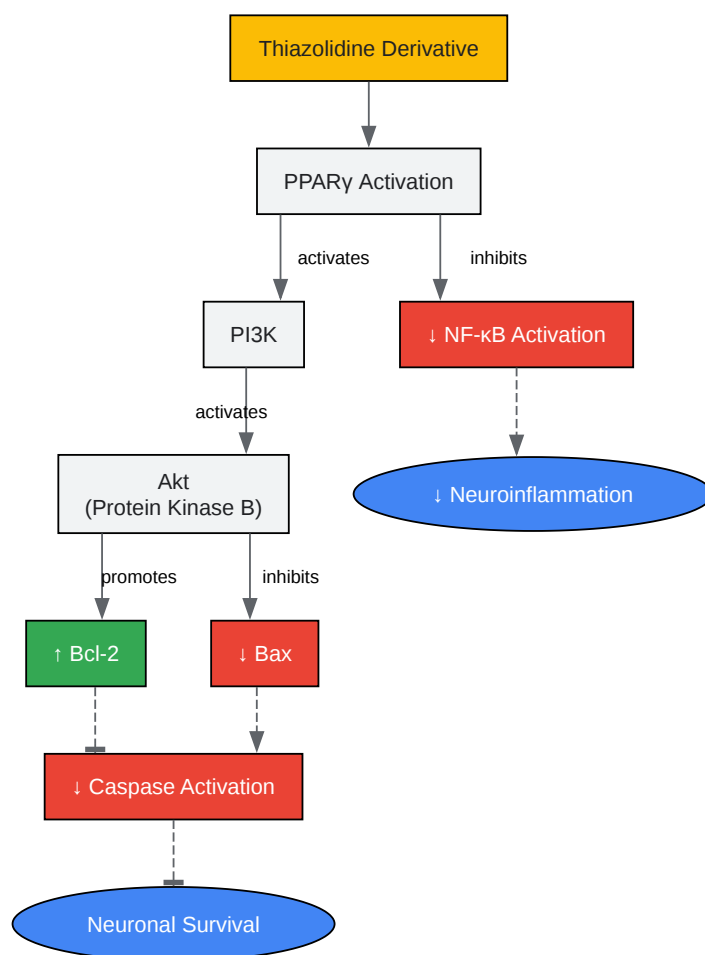 Thiazolidine Derivative
PPARγ Activation
activates
inhibits
PI3K
↓ NF-κB Activation
activates
Akt
(Protein Kinase B)
↓ Neuroinflammation
promotes
inhibits
↑ Bcl-2
↓ Bax
↓ Caspase Activation
Neuronal Survival